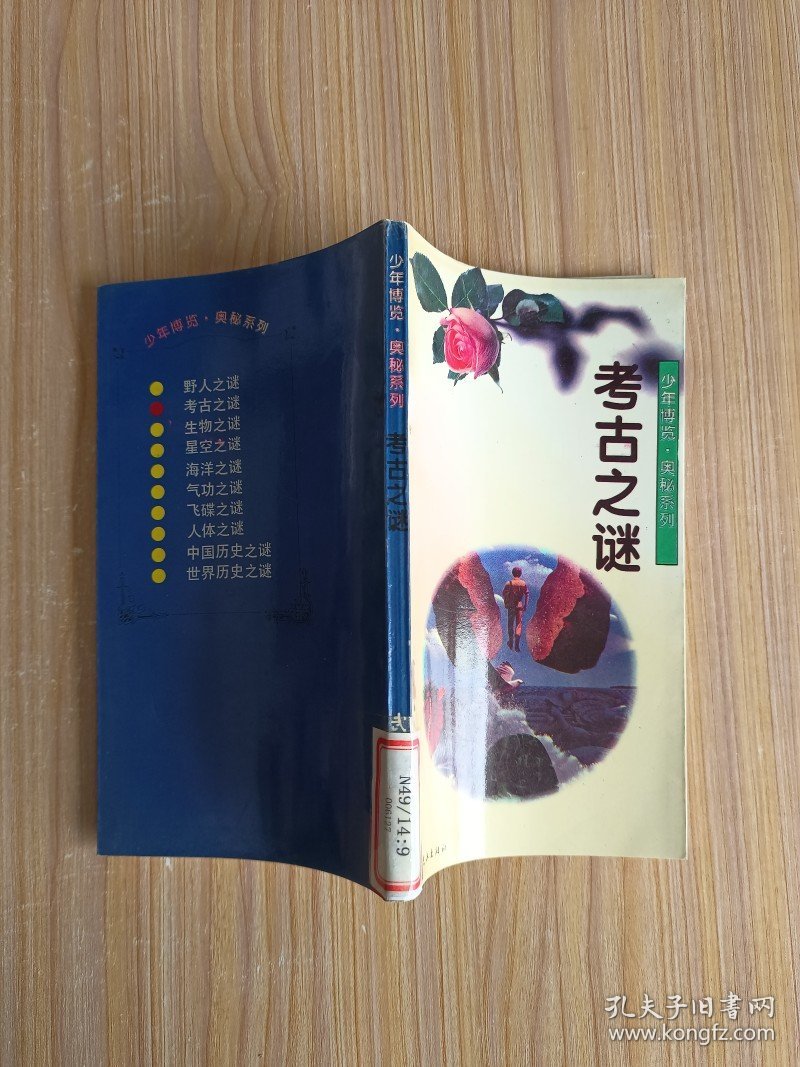 少年博览·奥秘系列
野人之谜
考古之谜
生物之谜
星空之谜
海洋之谜
气功之谜
飞碟之谜
人体之谜
中国历史之谜
世界历史之谜
少年博览·奥秘系列
考古之谜
N49/14:9
006127
考古之谜
少年博览·奥秘系列
孔夫子旧书网
www.kongfz.com